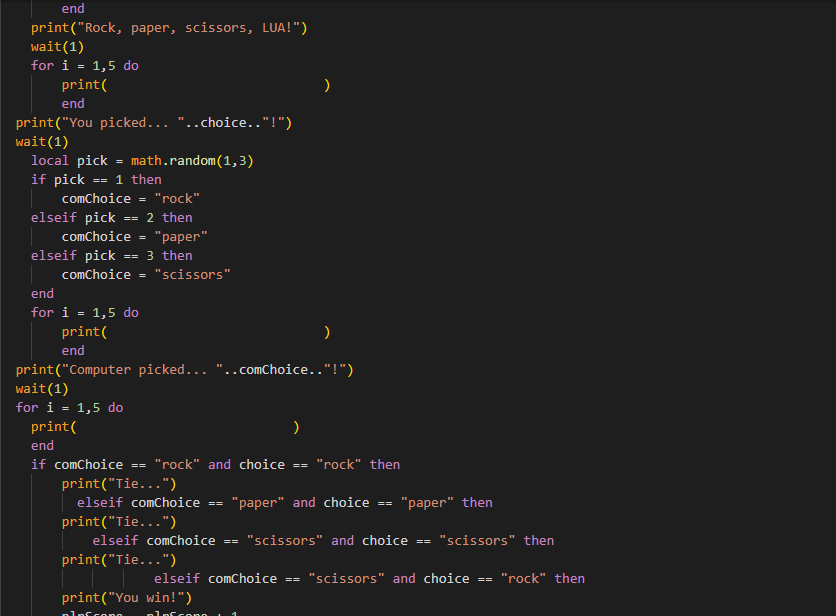 end
print("Rock, paper, scissors, LUA!")
wait(1)
for i = 1,5 do
print( )
end
print("You picked... "..choice.."!")
wait(1)
local pick = math.random(1,3)
if pick == 1 then
comChoice = "rock"
elseif pick == 2 then
comChoice = "paper"
elseif pick == 3 then
comChoice = "scissors"
end
for i = 1,5 do
print( )
end
print("Computer picked... "..comChoice.."!")
wait(1)
for i = 1,5 do
print( )
end
if comChoice == "rock" and choice == "rock" then
print("Tie...")
elseif comChoice == "paper" and choice == "paper" then
print("Tie...")
elseif comChoice == "scissors" and choice == "scissors" then
print("Tie...")
elseif comChoice == "scissors" and choice == "rock" then
print("You win!")
plrScore = plrScore + 1